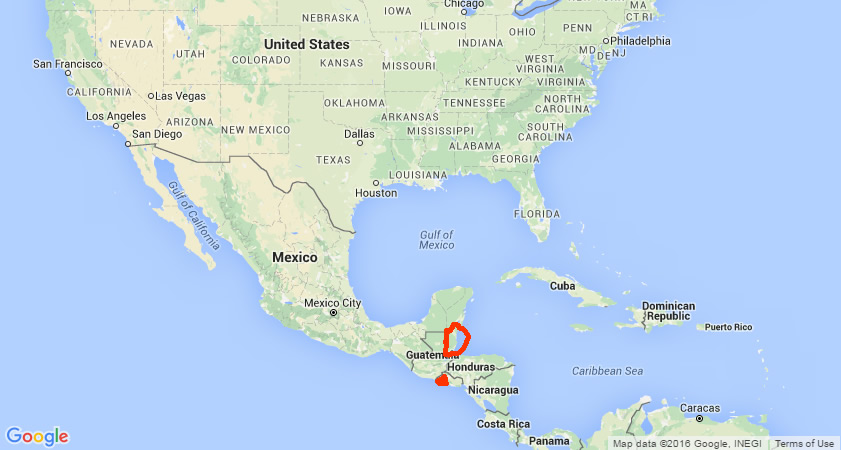 Chicago
IOWA
NEBRASKA
ILLINOIS
OHIO
PENN
CT
RI
Philadelphia
MD
DE
NJ
NEVADA
UTAH
COLORADO
United States
KANSAS
MISSOURI
INDIANA
WEST
VIRGINIA
KENTUCKY
VIRGINIA
San Francisco
CALIFORNIA
Las Vegas
ARIZONA
NEW MEXICO
OKLAHOMA
ARKANSAS
TENNESSEE
NORTH
CAROLINA
Los Angeles
San Diego
Dallas
MISSISSIPPI
ALABAMA
SOUTH
CAROLINA
GEORGIA
TEXAS
LOUISIANA
Houston
FLORIDA
Gulf of California
Gulf of
Mexico
Mexico
Mexico City
Cuba
Dominican
Republic
Puerto Rico
Guatemala
Honduras
Nicaragua
Caribbean Sea
Costa Rica
Panama
Caracas
Google
Map data ©2016 Google, INEGI
Terms of Use